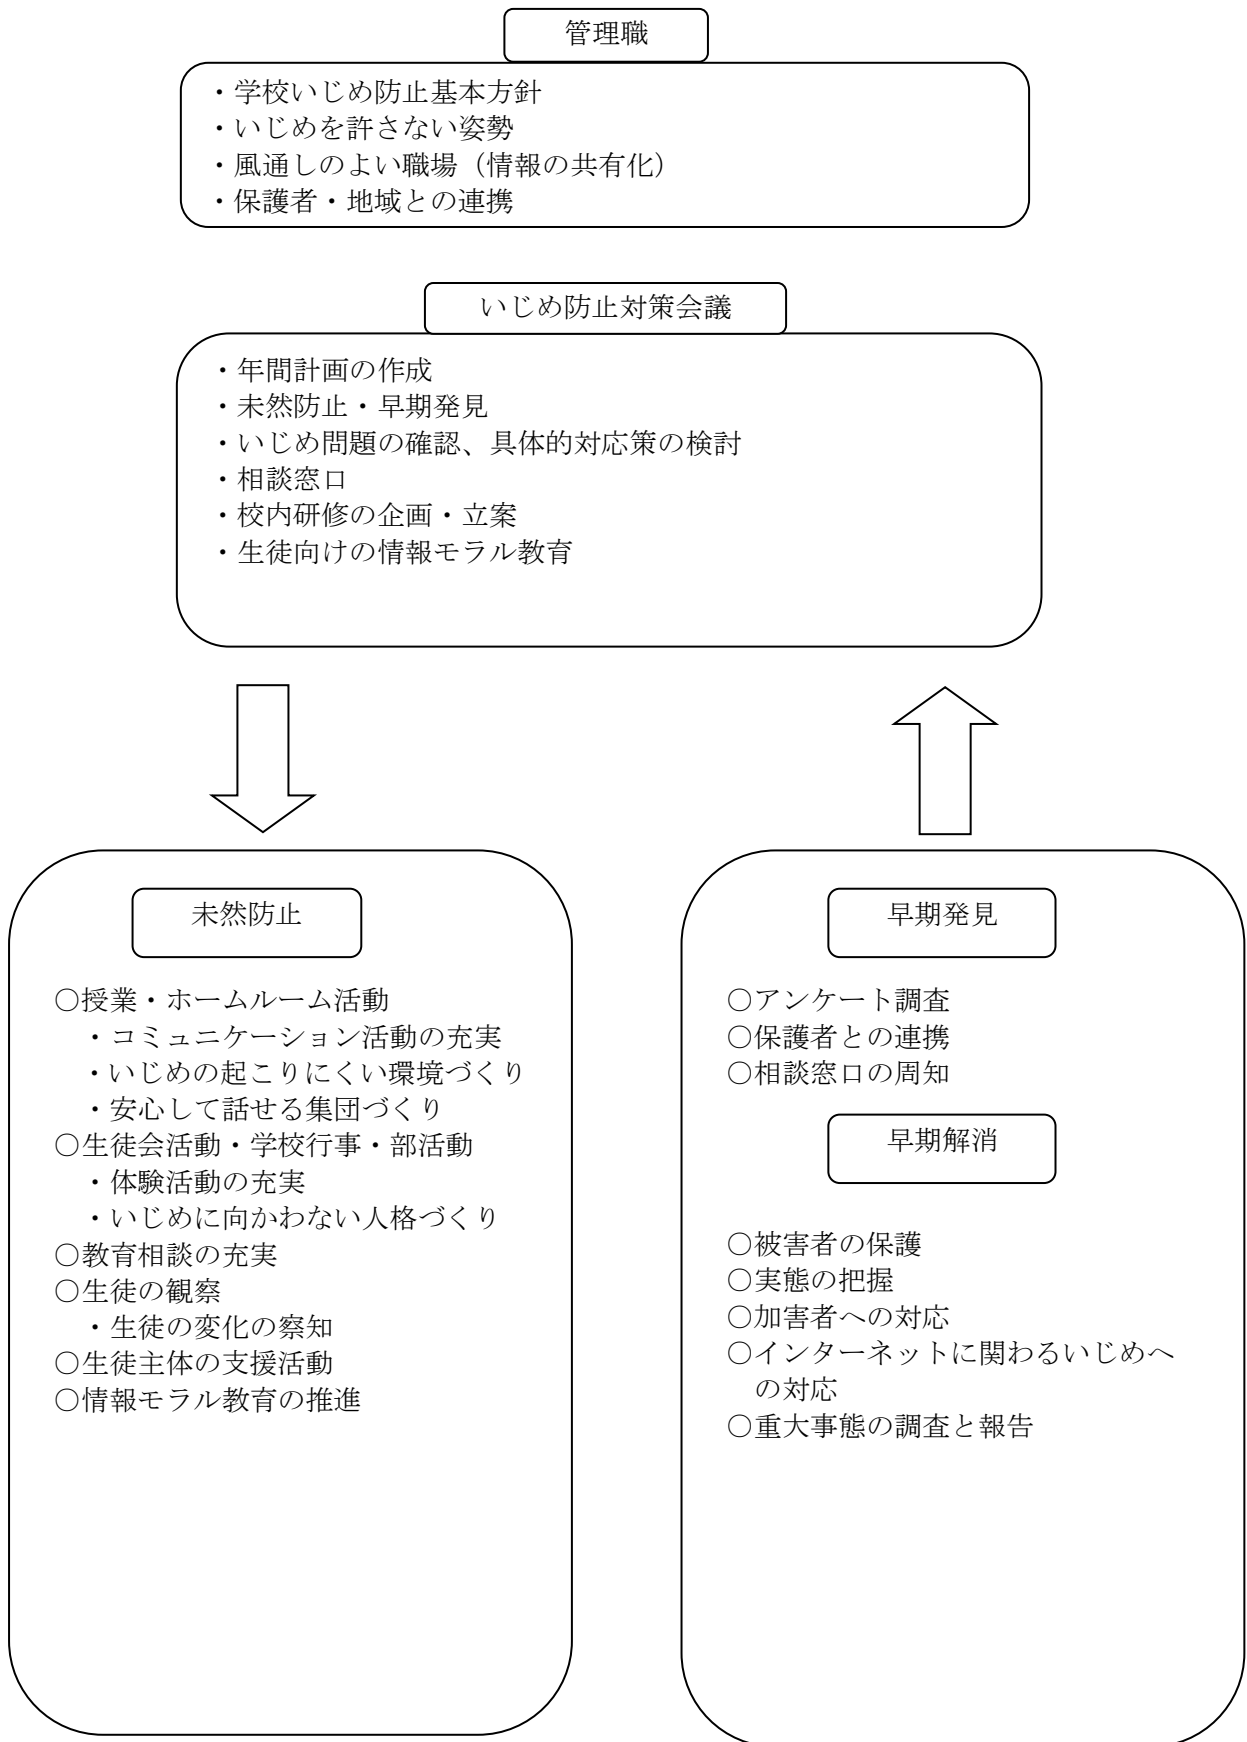 管理職
・学校いじめ防止基本方針
・いじめを許さない姿勢
・風通しのよい職場（情報の共有化）
・保護者・地域との連携
いじめ防止対策会議
・年間計画の作成
・未然防止・早期発見
・いじめ問題の確認、具体的対応策の検討
・相談窓口
・校内研修の企画・立案
・生徒向けの情報モラル教育
未然防止
○授業・ホームルーム活動
・コミュニケーション活動の充実
・いじめの起こりにくい環境づくり
・安心して話せる集団づくり
○生徒会活動・学校行事・部活動
・体験活動の充実
・いじめに向かわない人格づくり
○教育相談の充実
○生徒の観察
・生徒の変化の察知
○生徒主体の支援活動
○情報モラル教育の推進
早期発見
○アンケート調査
○保護者との連携
○相談窓口の周知
早期解消
○被害者の保護
○実態の把握
○加害者への対応
○インターネットに関わるいじめへ
の対応
○重大事態の調査と報告